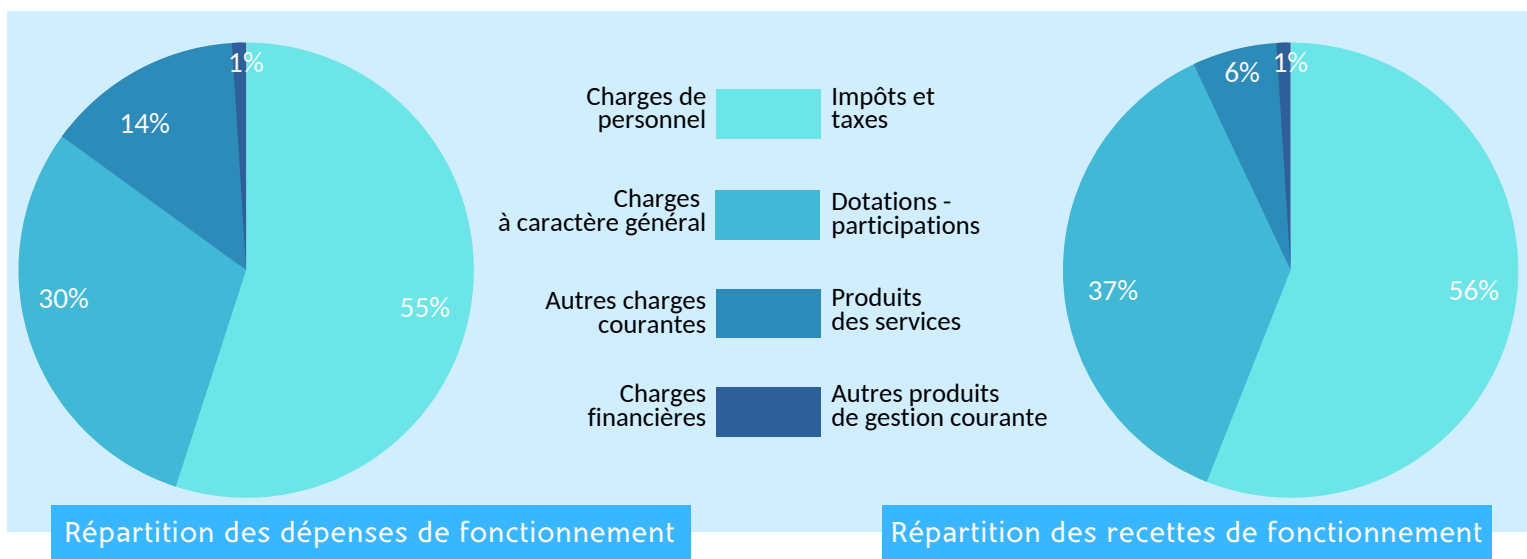 1%
14%
30%
55%
Charges de
personnel
Impôts et
taxes
Charges
à caractère général
Dotations -
participations
Autres charges
courantes
Produits
des services
Charges
financières
Autres produits
de gestion courante
6%
1%
37%
56%
Répartition des dépenses de fonctionnement
Répartition des recettes de fonctionnement